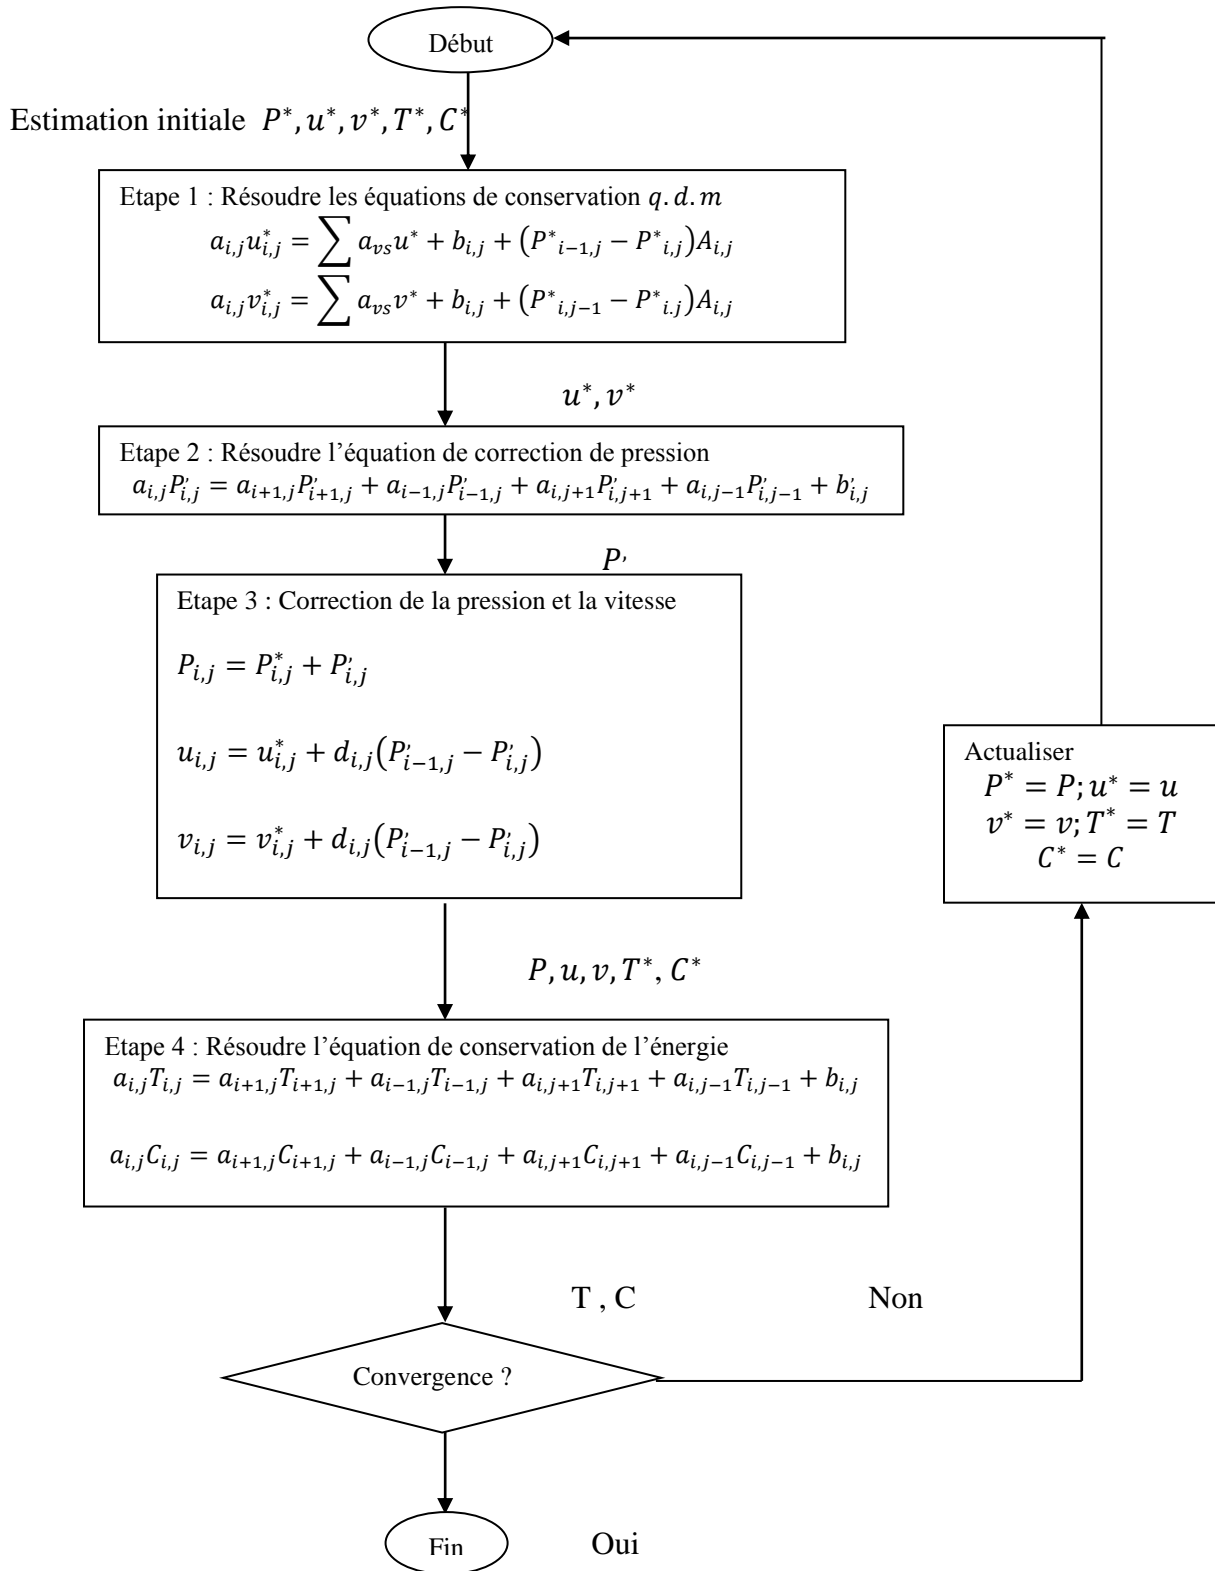 Début
Estimation initiale P*, u*, v*, T*, C*
Etape 1 : Résoudre les équations de conservation q.d.m
a_{i,j}u^*_{i,j} = ∑ a_{vs}u^* + b_{i,j} + (P^*_{i−1,j} − P^*_{i,j})A_{i,j}
a_{i,j}v^*_{i,j} = ∑ a_{vs}v^* + b_{i,j} + (P^*_{i,j−1} − P^*_{i.j})A_{i,j}
u*, v*
Etape 2 : Résoudre l’équation de correction de pression
a_{i,j}P^,_{i,j} = a_{i+1,j}P^,_{i+1,j} + a_{i−1,j}P^,_{i−1,j} + a_{i,j+1}P^,_{i,j+1} + a_{i,j−1}P^,_{i,j−1} + b^,_{i,j}
P^,
Etape 3 : Correction de la pression et la vitesse
P_{i,j} = P^*_{i,j} + P^,_{i,j}
u_{i,j} = u^*_{i,j} + d_{i,j}(P^,_{i−1,j} − P^,_{i,j})
v_{i,j} = v^*_{i,j} + d_{i,j}(P^,_{i−1,j} − P^,_{i,j})
Actualiser
P* = P; u* = u
v* = v; T* = T
C* = C
P, u, v, T*, C*
Etape 4 : Résoudre l’équation de conservation de l’énergie
a_{i,j}T_{i,j} = a_{i+1,j}T_{i+1,j} + a_{i−1,j}T_{i−1,j} + a_{i,j+1}T_{i,j+1} + a_{i,j−1}T_{i,j−1} + b_{i,j}
a_{i,j}C_{i,j} = a_{i+1,j}C_{i+1,j} + a_{i−1,j}C_{i−1,j} + a_{i,j+1}C_{i,j+1} + a_{i,j−1}C_{i,j−1} + b_{i,j}
T , C
Non
Convergence ?
Fin
Oui